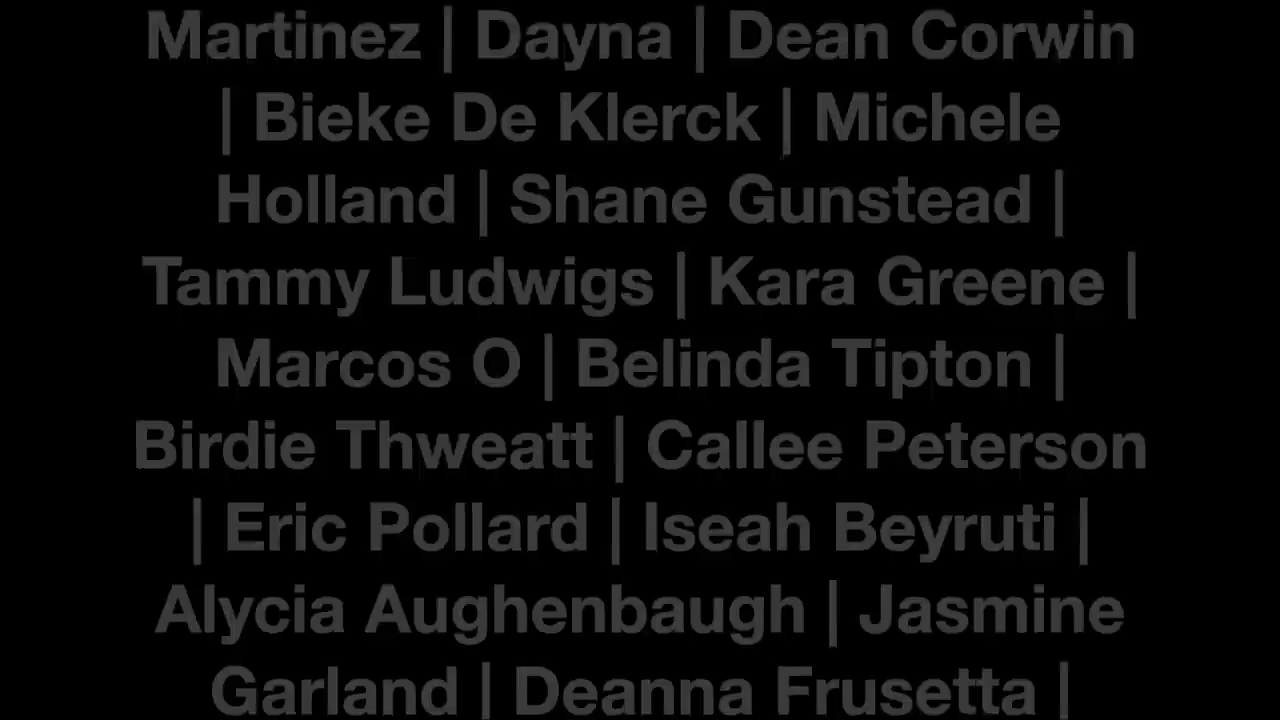 Martinez | Dayna | Dean Corwin
| Bieke De Klerck | Michele
Holland | Shane Gunstead |
Tammy Ludwigs | Kara Greene |
Marcos O | Belinda Tipton |
Birdie Thweatt | Callee Peterson
| Eric Pollard | Iseah Beyruti |
Alycia Aughenbaugh | Jasmine
Garland | Deanna Frusetta |